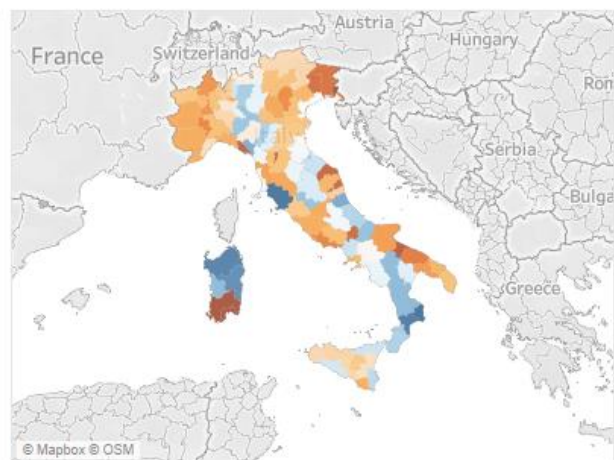 Austria
France
Switzerland
Hungary
Rom
Serbia
Bulga
Greece
© Mapbox © OSM